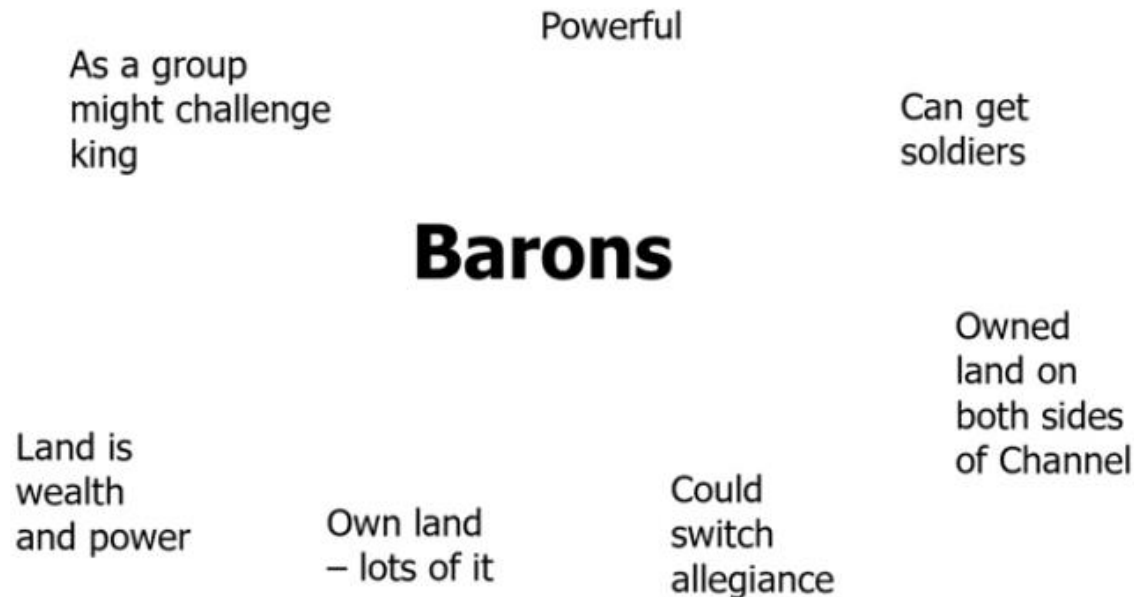 Powerful
As a group
might challenge
king
Can get
soldiers
Barons
Owned
land on
both sides
of Channel
Land is
wealth
and power
Own land
– lots of it
Could
switch
allegiance